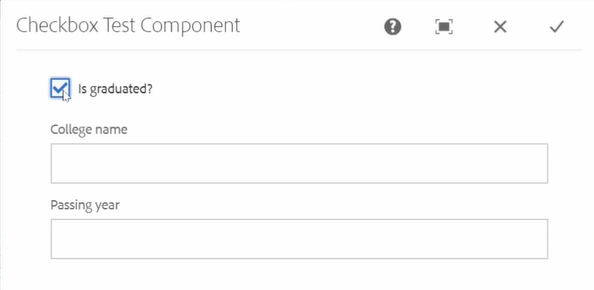 Checkbox Test Component
Is graduated?
College name
Passing year